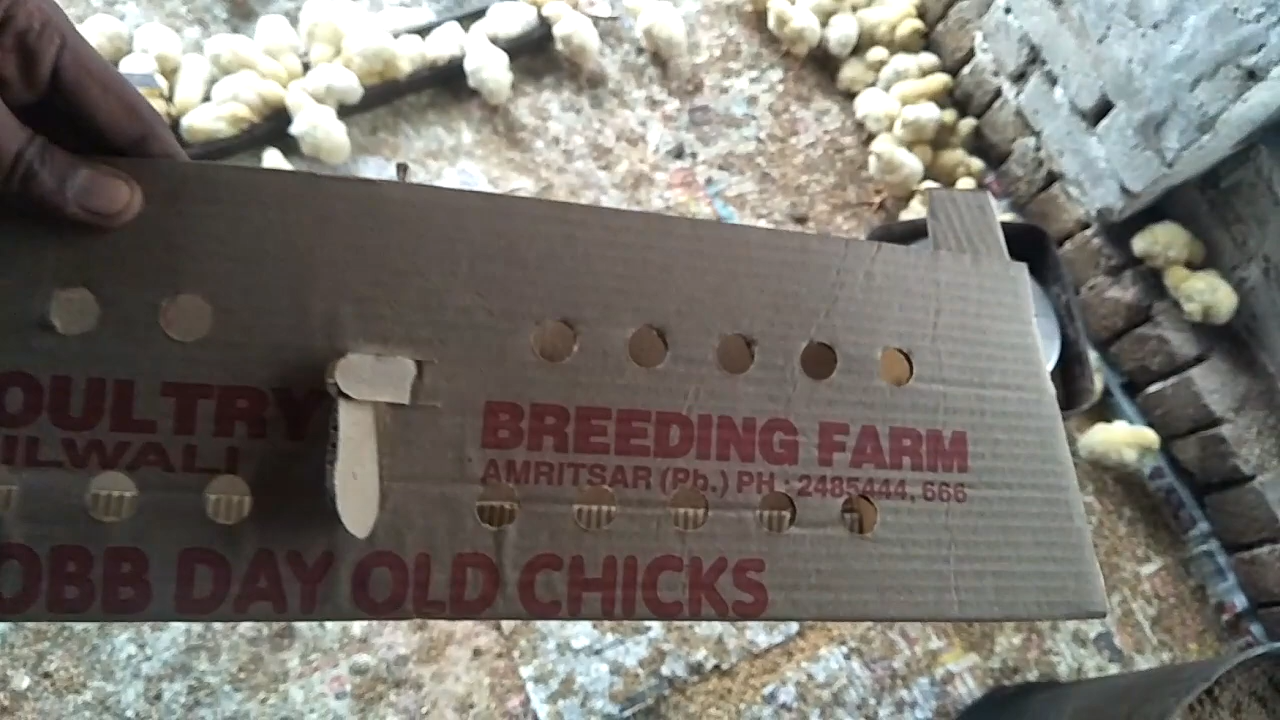 OULTRY BREEDING FARM
ILWALI AMRITSAR (Pb.) PH : 2485444, 666
OBB DAY OLD CHICKS